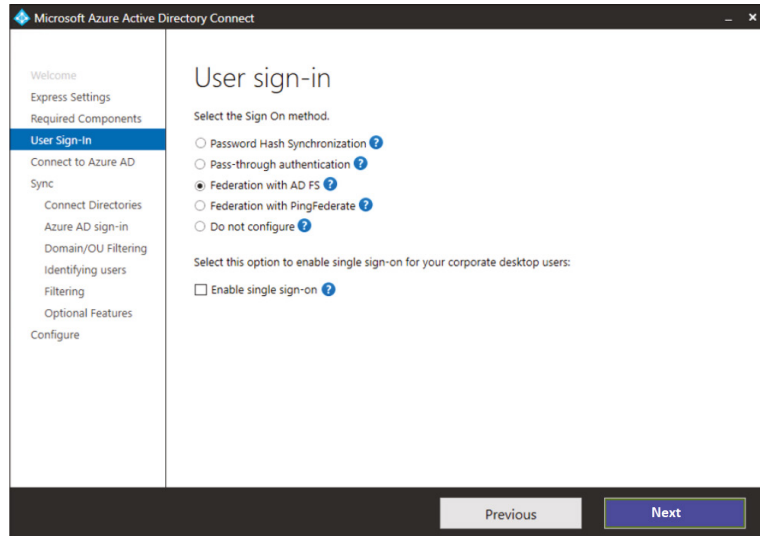 Microsoft Azure Active Directory Connect
Welcome
Express Settings
Required Components
User Sign-In
Connect to Azure AD
Sync
Connect Directories
Azure AD sign-in
Domain/OU Filtering
Identifying users
Filtering
Optional Features
Configure
User sign-in
Select the Sign On method.
Password Hash Synchronization ?
Pass-through authentication ?
Federation with AD FS ?
Federation with PingFederate ?
Do not configure ?
Select this option to enable single sign-on for your corporate desktop users:
Enable single sign-on ?
Previous
Next